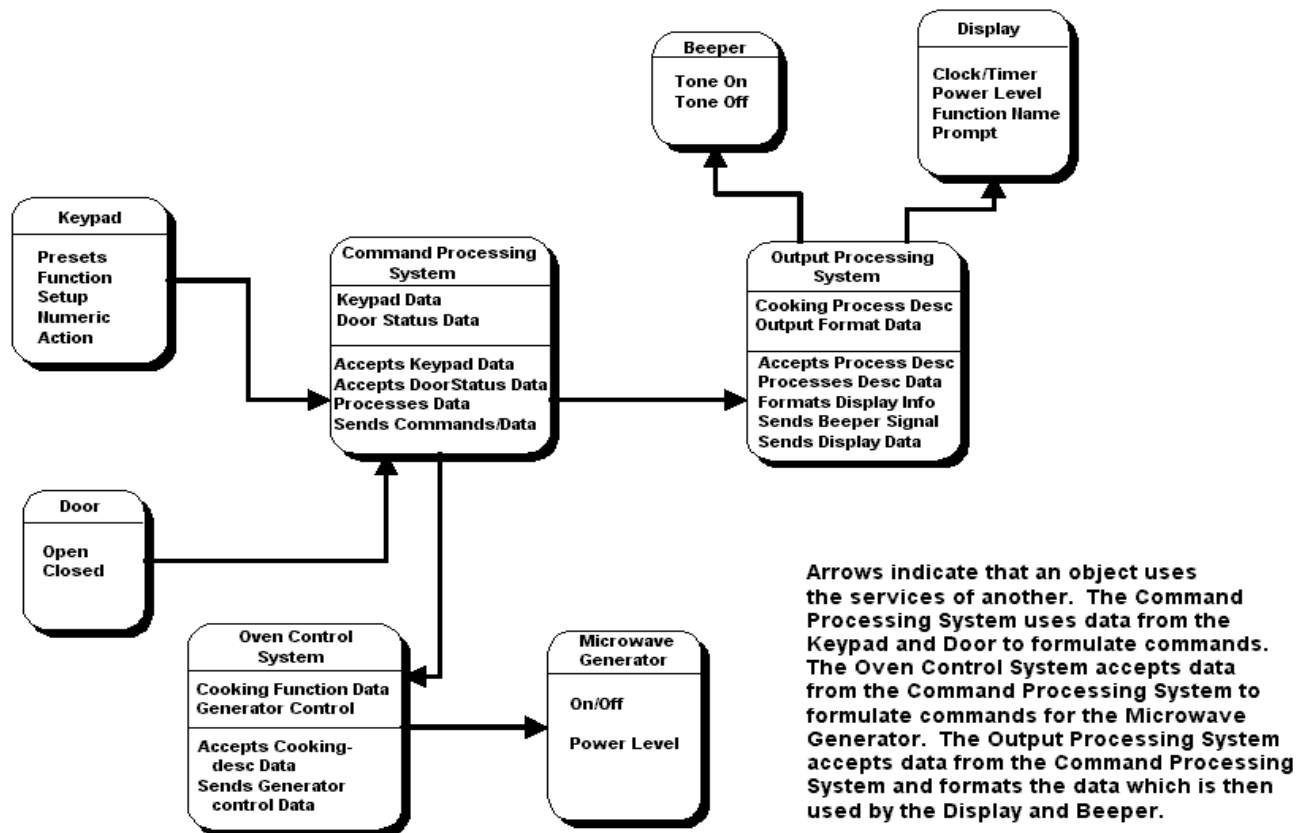 Beeper
Tone On
Tone Off
Display
Clock/Timer
Power Level
Function Name
Prompt
Keypad
Presets
Function
Setup
Numeric
Action
Command Processing
System
Keypad Data
Door Status Data
Accepts Keypad Data
Accepts DoorStatus Data
Processes Data
Sends Commands/Data
Output Processing
System
Cooking Process Desc
Output Format Data
Accepts Process Desc
Processes Desc Data
Formats Display Info
Sends Beeper Signal
Sends Display Data
Door
Open
Closed
Oven Control
System
Cooking Function Data
Generator Control
Accepts Cooking-
desc Data
Sends Generator
control Data
Microwave
Generator
On/Off
Power Level
Arrows indicate that an object uses
the services of another. The Command
Processing System uses data from the
Keypad and Door to formulate commands.
The Oven Control System accepts data
from the Command Processing System to
formulate commands for the Microwave
Generator. The Output Processing System
accepts data from the Command Processing
System and formats the data which is then
used by the Display and Beeper.